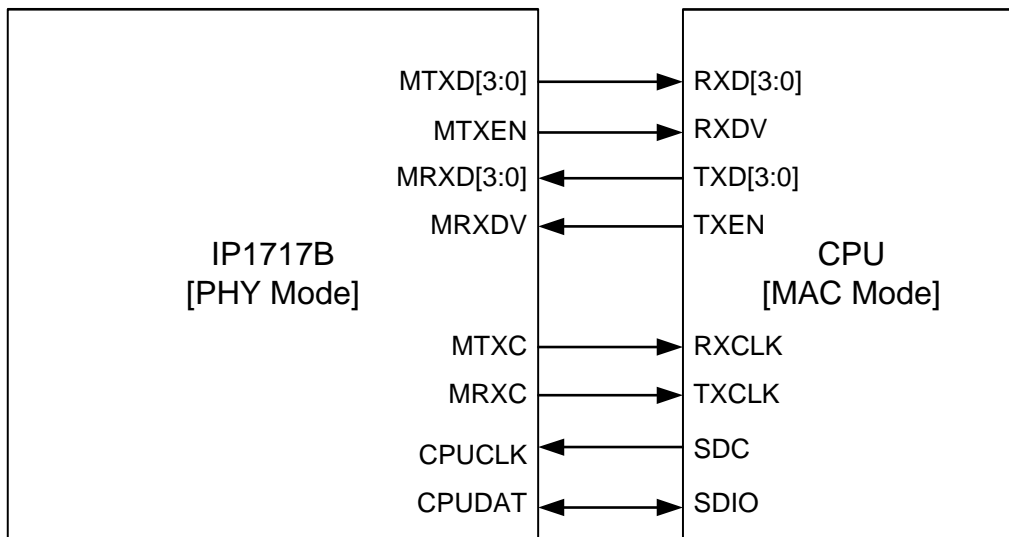 MTXD[3:0] RXD[3:0]
MTXEN RXDV
MRXD[3:0] TXD[3:0]
MRXDV TXEN
IP1717B CPU
[PHY Mode] [MAC Mode]
MTXC RXCLK
MRXC TXCLK
CPUCLK SDC
CPUDAT SDIO